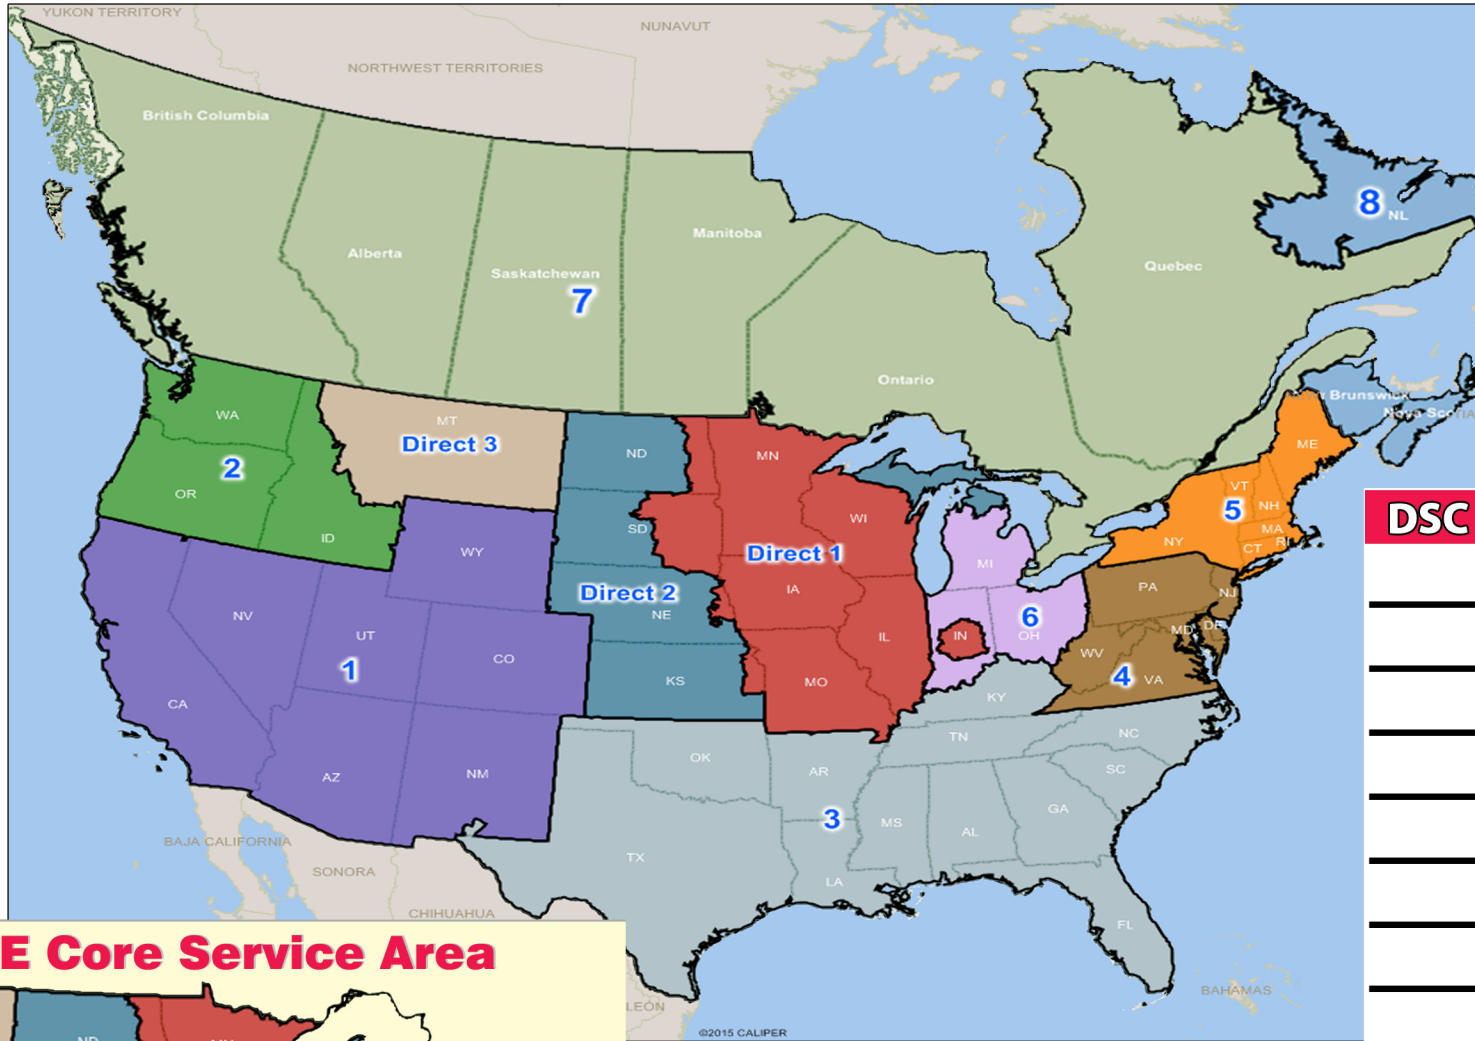 YUKON TERRITORY
NUNAVUT
NORTHWEST TERRITORIES
British Columbia
8
NL
Manitoba
Alberta
Quebec
Saskatchewan
7
Ontario
Brunswick
Nova
WA
MT
Direct 3
ND
MN
ME
2
OR
VT
5
NH
DSC
SD
WI
MA
RI
ID
WY
Direct 1
NY
CT
MI
Direct 2
IA
PA
NJ
NV
NE
6
UT
IL
IN
OH
MD
DE
CO
WV
1
KS
MO
4
VA
CA
KY
TN
NC
OK
AR
SC
AZ
NM
3
MS
GA
AL
BAJA CALIFORNIA
TX
SONORA
LA
CHIHUAHUA
FL
E Core Service Area
BAHAMAS
LEÓN
©2015 CALIPER
ND